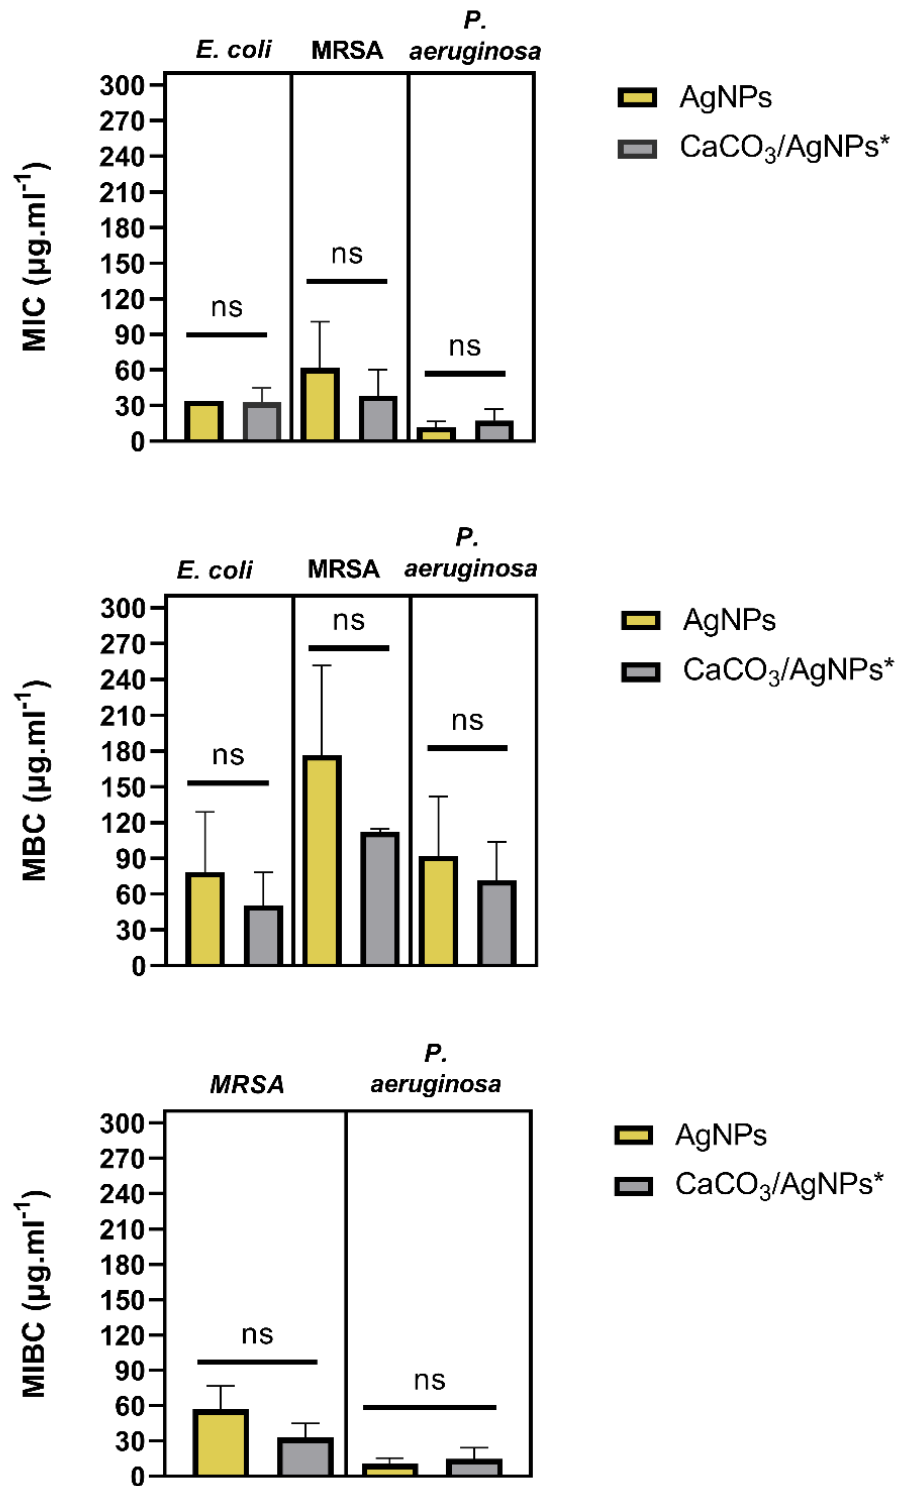 P.
E. coli MRSA aeruginosa
300
270
240
210
180
150
120
90
60
30
0
MIC (µg.ml⁻¹)
ns
ns
ns
AgNPs
CaCO₃/AgNPs*
P.
E. coli MRSA aeruginosa
300
270
240
210
180
150
120
90
60
30
0
MBC (µg.ml⁻¹)
ns
ns
ns
AgNPs
CaCO₃/AgNPs*
P.
MRSA aeruginosa
300
270
240
210
180
150
120
90
60
30
0
MIBC (µg.ml⁻¹)
ns
ns
AgNPs
CaCO₃/AgNPs*